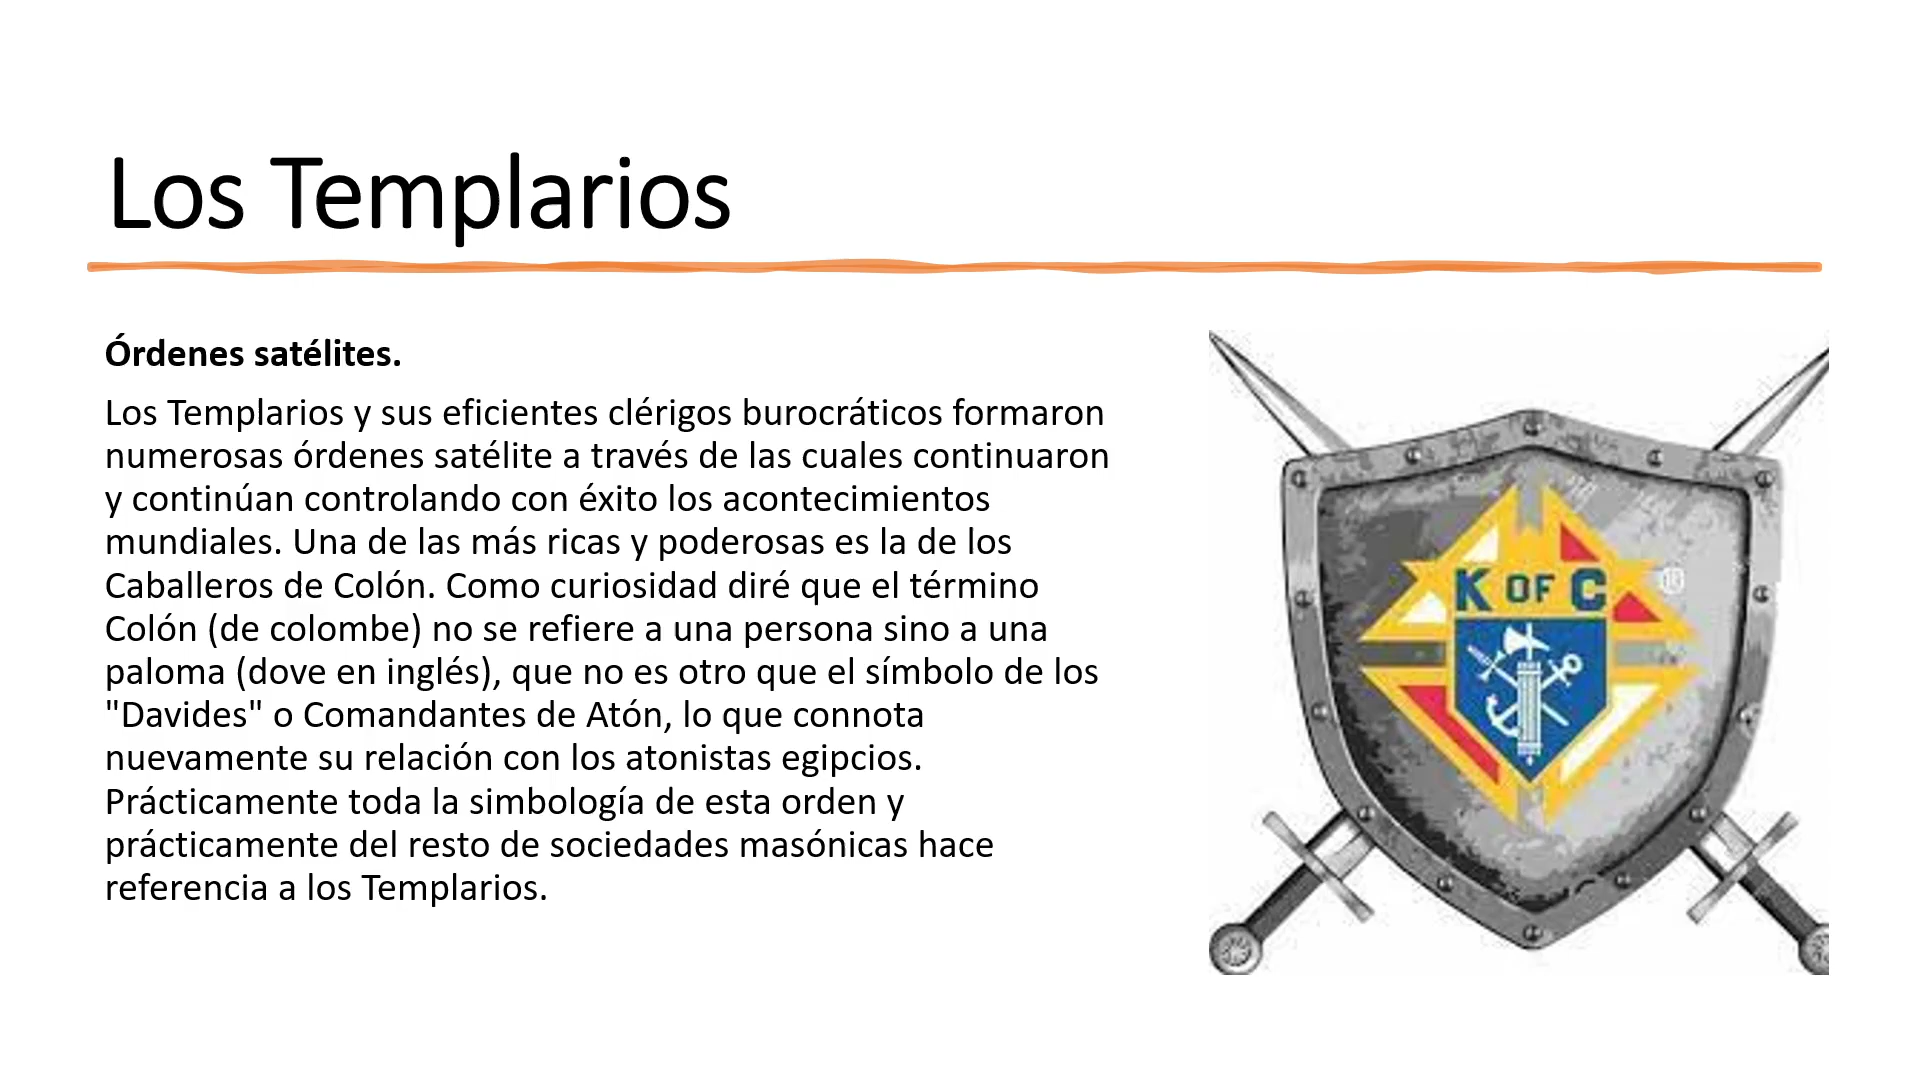 Los Templarios
Órdenes satélites.
Los Templarios y sus eficientes clérigos burocráticos formaron
numerosas órdenes satélite a través de las cuales continuaron
y continúan controlando con éxito los acontecimientos
mundiales. Una de las más ricas y poderosas es la de los
Caballeros de Colón. Como curiosidad diré que el término
Colón (de colombe) no se refiere a una persona sino a una
paloma (dove en inglés), que no es otro que el símbolo de los
"Davides" o Comandantes de Atón, lo que connota
nuevamente su relación con los atonistas egipcios.
Prácticamente toda la simbología de esta orden y
prácticamente del resto de sociedades masónicas hace
referencia a los Templarios.
K OF C
®